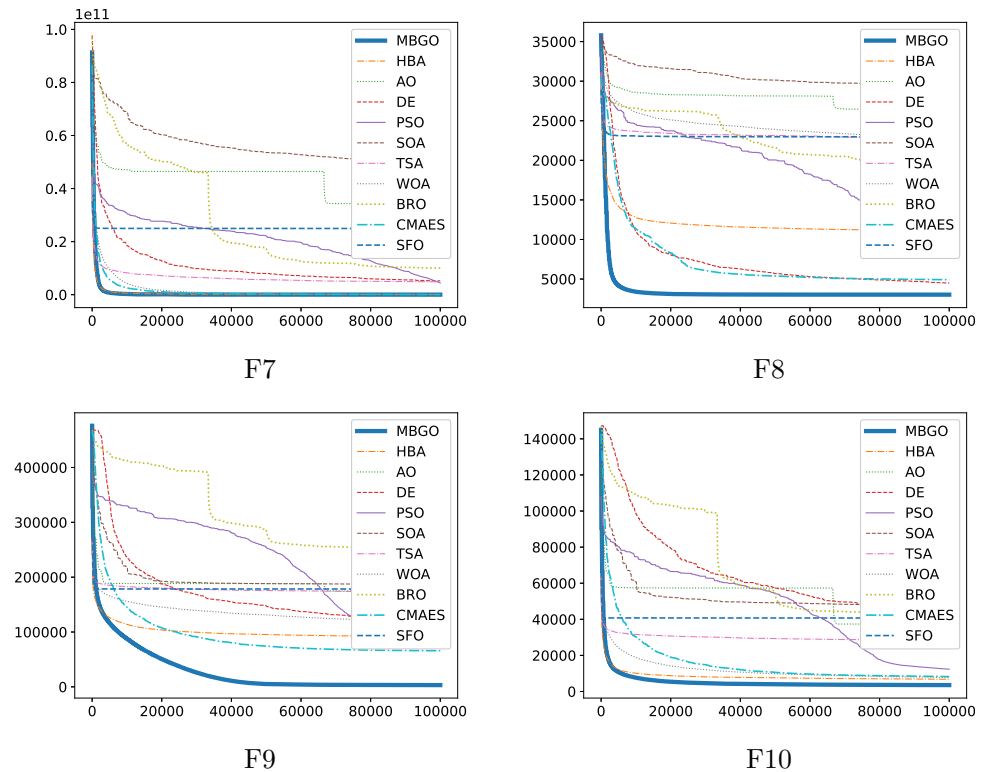 1e11
1.0
0.8
0.6
0.4
0.2
0.0
0 20000 40000 60000 80000 100000
MBGO
HBA
AO
DE
PSO
SOA
TSA
WOA
BRO
CMAES
SFO
F7
35000
30000
25000
20000
15000
10000
5000
0 20000 40000 60000 80000 100000
MBGO
HBA
AO
DE
PSO
SOA
TSA
WOA
BRO
CMAES
SFO
F8
400000
300000
200000
100000
0
0 20000 40000 60000 80000 100000
MBGO
HBA
AO
DE
PSO
SOA
TSA
WOA
BRO
CMAES
SFO
F9
140000
120000
100000
80000
60000
40000
20000
0
0 20000 40000 60000 80000 100000
MBGO
HBA
AO
DE
PSO
SOA
TSA
WOA
BRO
CMAES
SFO
F10